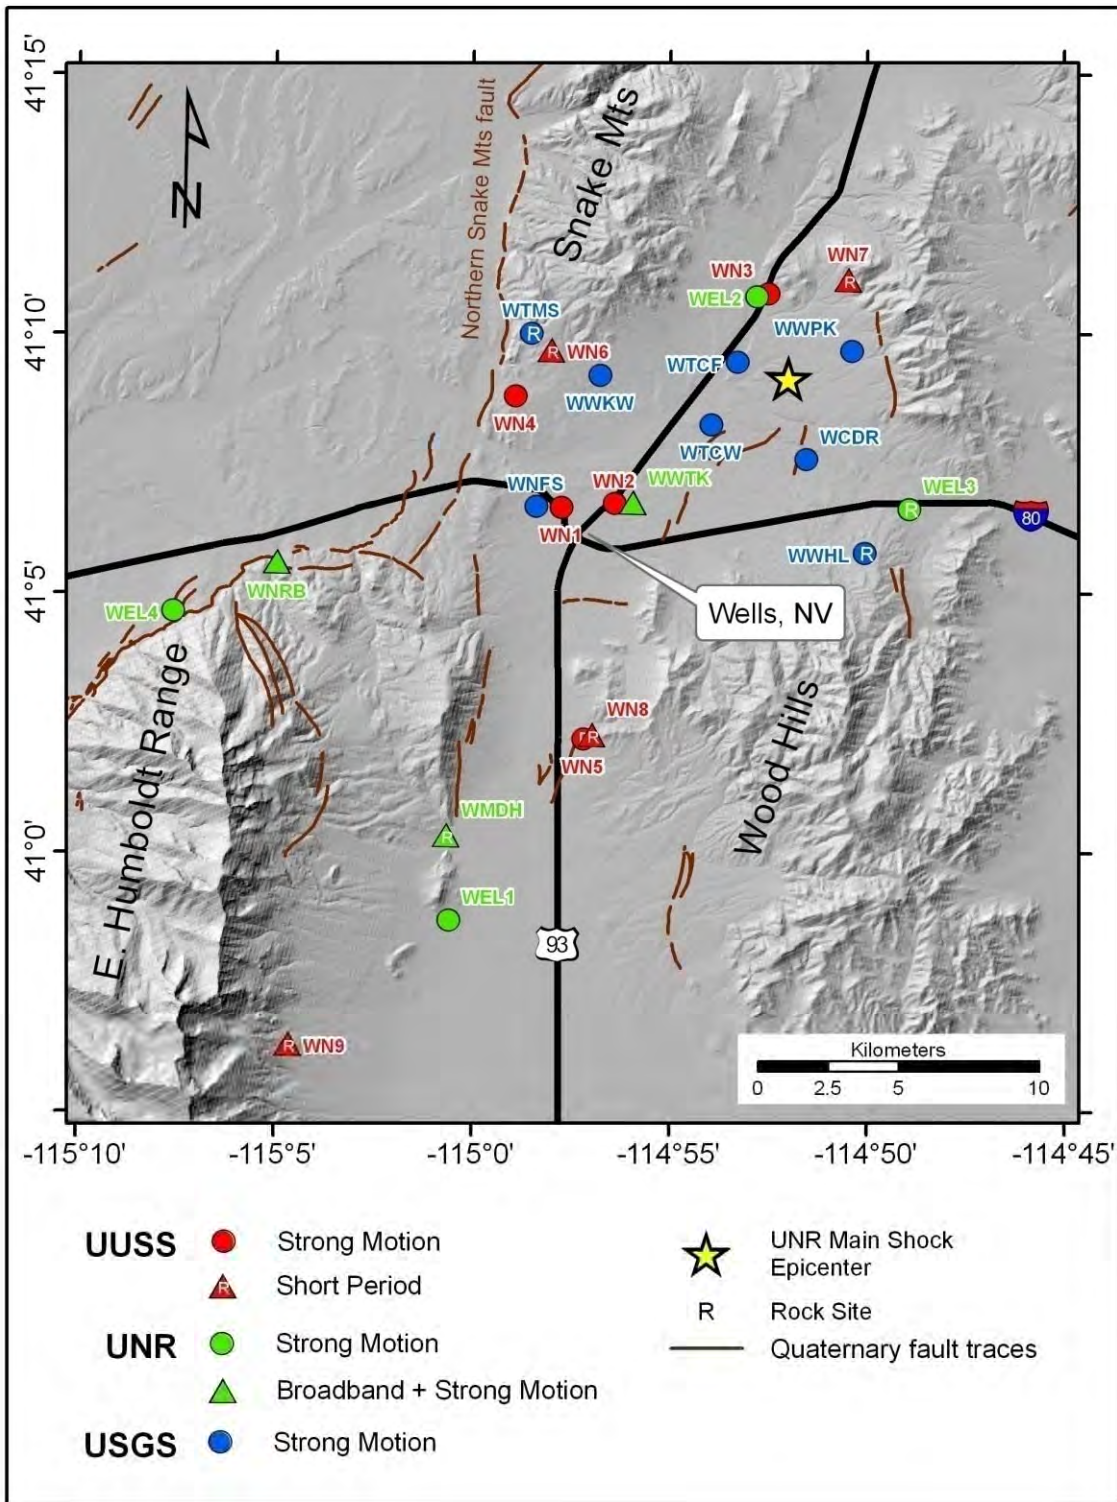 41°15'
N
Northern Snake Mts fault
Snake Mts
WN7
WN3
WEL2
WTMS
R
R
WWPK
41°10'
R
WN6
WTCF
WWKW
WN4
WTCW
WCDR
WNFS
WN2
WWTK
WEL3
R
80
WN1
WWHL
R
41°5'
WNRB
WEL4
Wells, NV
E. Humboldt Range
WN8
r
R
WN5
Wood Hills
WMDH
R
41°0'
WEL1
93
R
WN9
Kilometers
0 2.5 5 10
-115°10' -115°5' -115°0' -114°55' -114°50' -114°45'
UUSS
Strong Motion
R
Short Period
UNR
Strong Motion
Broadband + Strong Motion
USGS
Strong Motion
UNR Main Shock
Epicenter
R
Rock Site
Quaternary fault traces